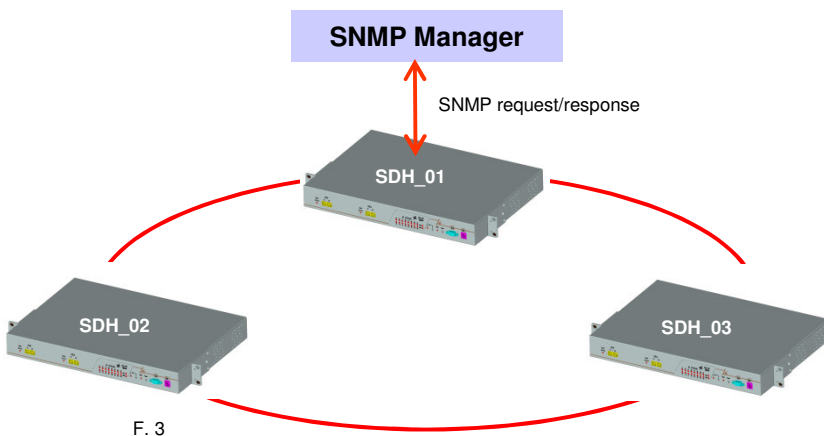 SNMP Manager
SNMP request/response
SDH_01
SDH_02
SDH_03
F. 3